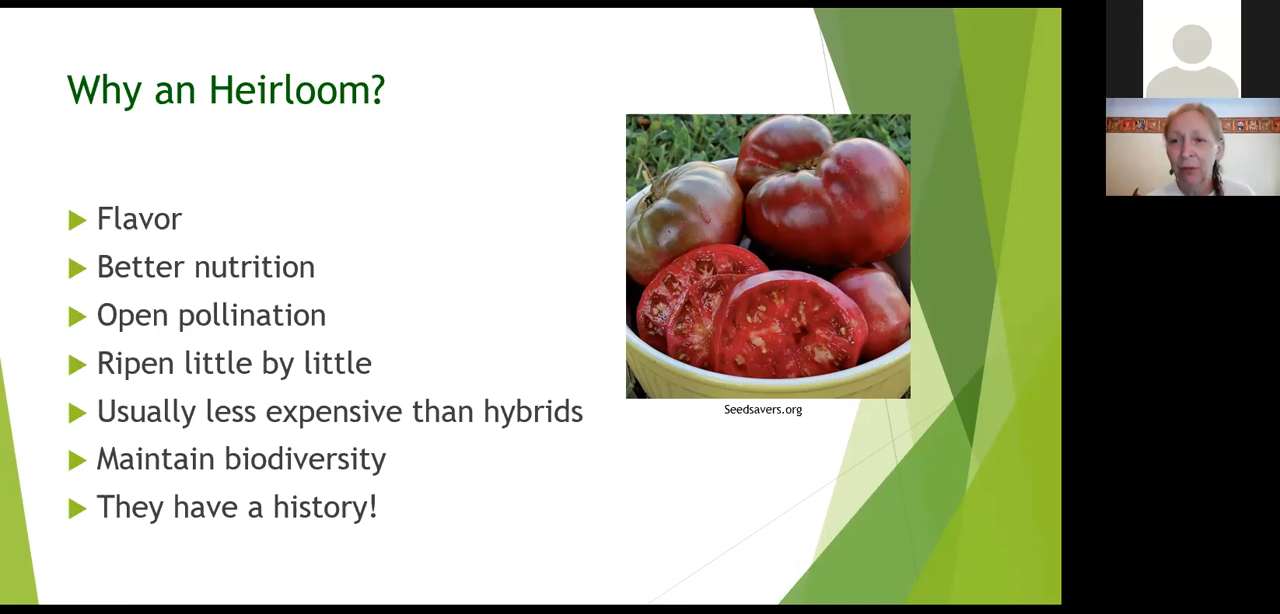 Why an Heirloom?
Flavor
Better nutrition
Open pollination
Ripen little by little
Usually less expensive than hybrids
Maintain biodiversity
They have a history!
Seedsavers.org